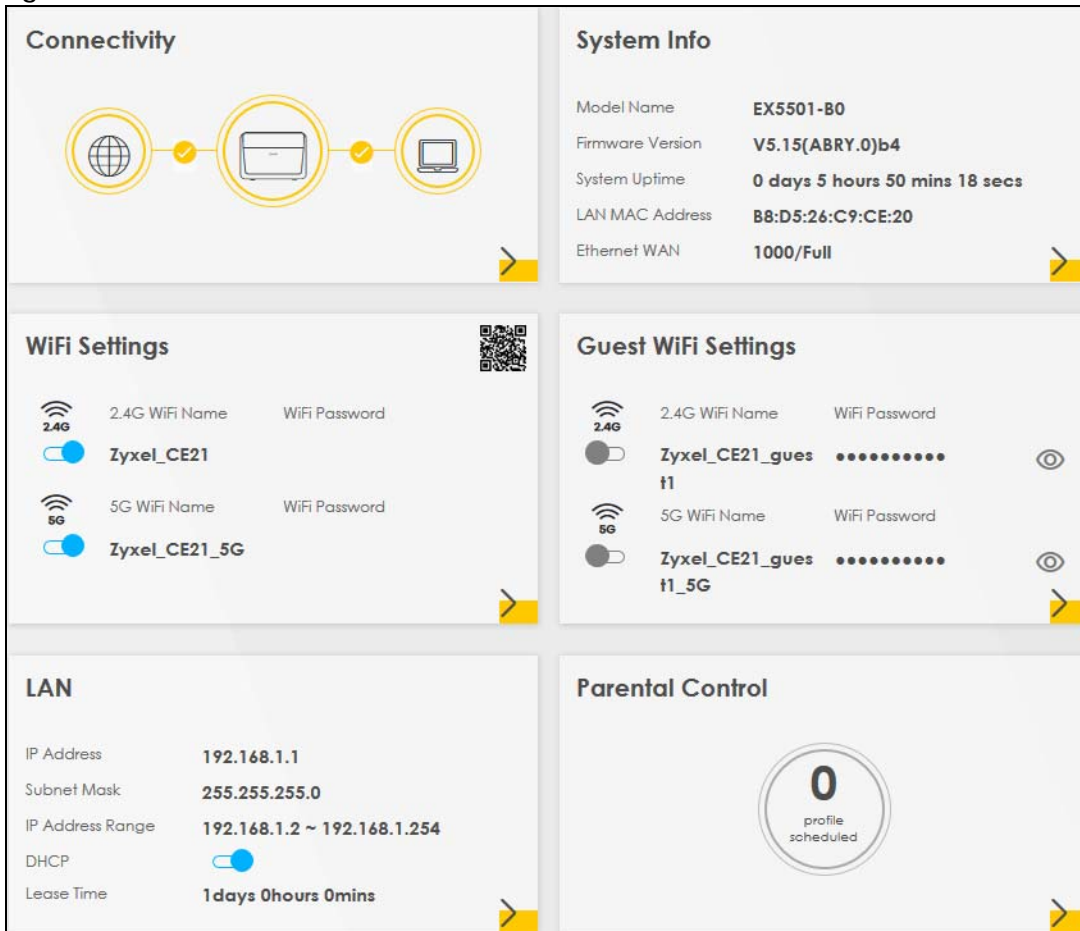 Connectivity
System Info
Model Name EX5501-B0
Firmware Version V5.15(ABRY.0)b4
System Uptime 0 days 5 hours 50 mins 18 secs
LAN MAC Address B8:D5:26:C9:CE:20
Ethernet WAN 1000/Full
WiFi Settings
2.4G 2.4G WiFi Name WiFi Password
Zyxel_CE21
5G 5G WiFi Name WiFi Password
Zyxel_CE21_5G
Guest WiFi Settings
2.4G 2.4G WiFi Name WiFi Password
Zyxel_CE21_gues ●●●●●●●●●●
t1
5G 5G WiFi Name WiFi Password
Zyxel_CE21_gues ●●●●●●●●●●
t1_5G
LAN
IP Address 192.168.1.1
Subnet Mask 255.255.255.0
IP Address Range 192.168.1.2 ~ 192.168.1.254
DHCP
Lease Time 1days 0hours 0mins
Parental Control
0
profile
scheduled